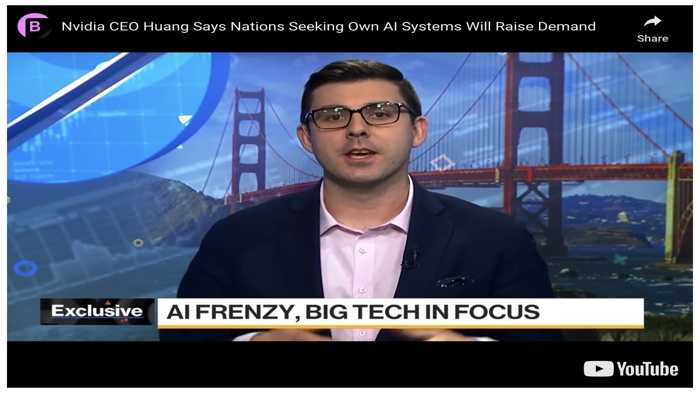 B
Nvidia CEO Huang Says Nations Seeking Own AI Systems Will Raise Demand
Share
Exclusive
AI FRENZY, BIG TECH IN FOCUS
YouTube